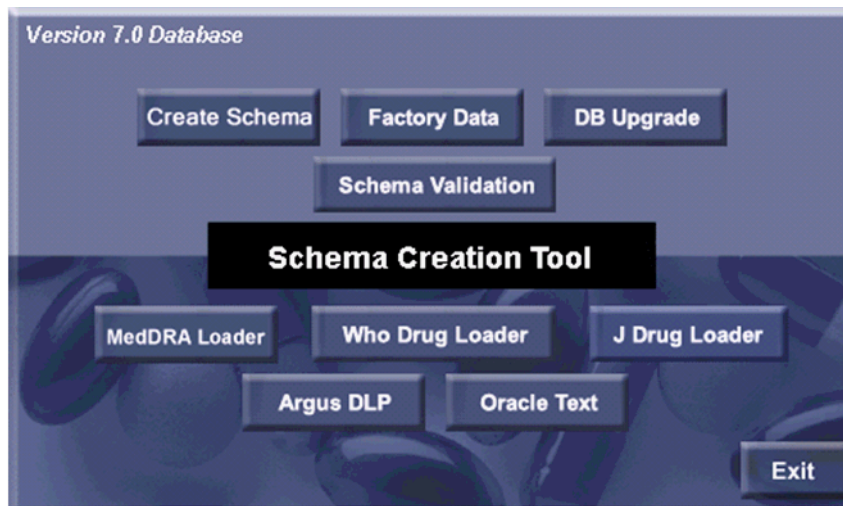 Version 7.0 Database
Create Schema
Factory Data
DB Upgrade
Schema Validation
Schema Creation Tool
MedDRA Loader
Who Drug Loader
J Drug Loader
Argus DLP
Oracle Text
Exit